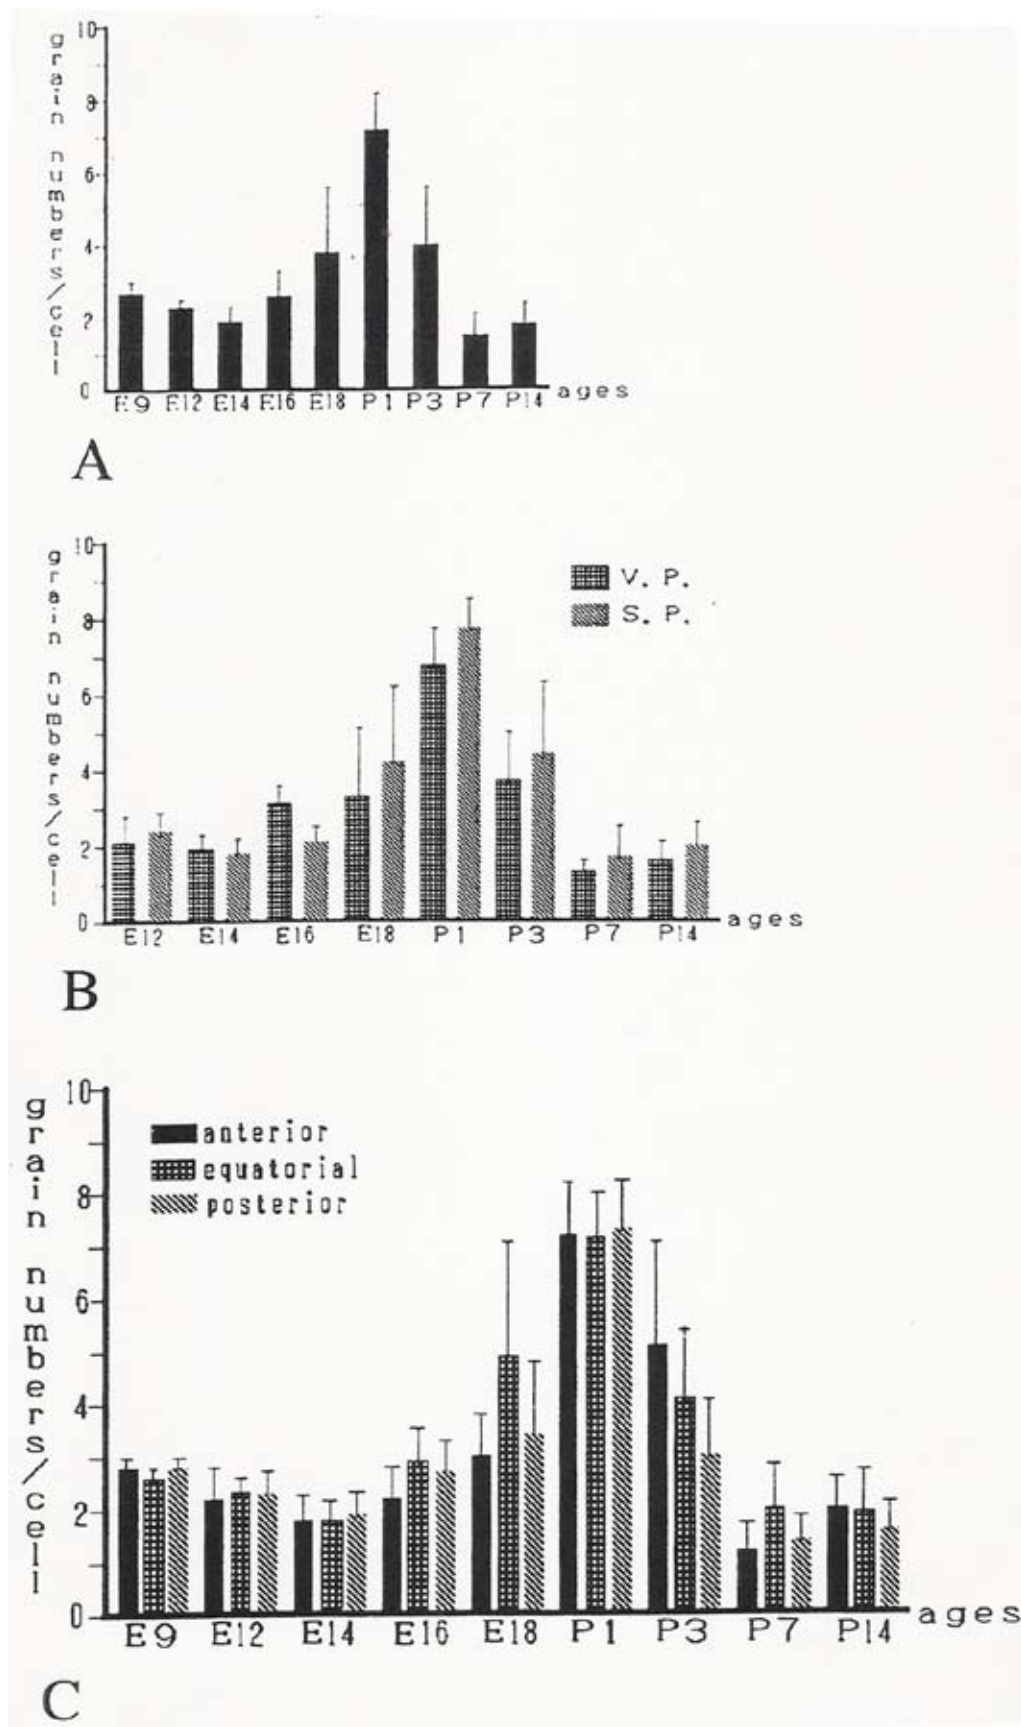 grain numbers/cell
10
8
6
4
2
0
E9 E12 E14 E16 E18 P1 P3 P7 P14 ages
A
grain numbers/cell
10
8
6
4
2
0
V. P.
S. P.
E12 E14 E16 E18 P1 P3 P7 P14 ages
B
grain numbers/cell
10
8
6
4
2
0
anterior
equatorial
posterior
E9 E12 E14 E16 E18 P1 P3 P7 P14 ages
C